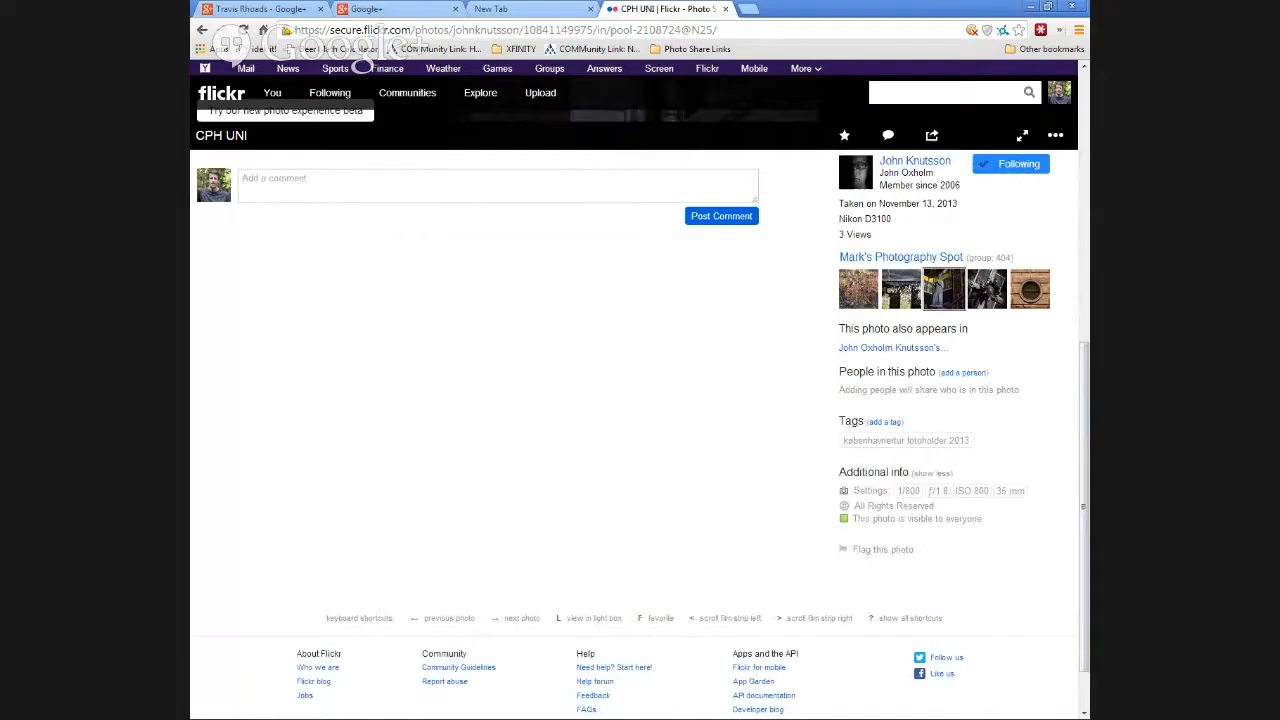 Travis Rhoads - Google+
Google+
New Tab
CPH UNI | Flickr - Photo S
https://secure.flickr.com/photos/johnknutsson/10841149975/in/pool-2108724@N25/
Google+
XFINITY
COMMunity Link: N...
Photo Share Links
Other bookmarks
Mail
News
Sports
Finance
Weather
Games
Groups
Answers
Screen
Flickr
Mobile
More
flickr
You
Following
Communities
Explore
Upload
Try our new photo experience beta
CPH UNI
Add a comment
Post Comment
John Knutsson
John Oxholm
Member since 2006
Following
Taken on November 13, 2013
Nikon D3100
3 Views
Mark's Photography Spot (group: 404)
This photo also appears in
John Oxholm Knutsson's...
People in this photo (add a person)
Adding people will share who is in this photo
Tags (add a tag)
københavnertur fotoholder 2013
Additional info (show less)
Settings: 1/800 ƒ/1.8 ISO 800 35 mm
All Rights Reserved
This photo is visible to everyone
Flag this photo
keyboard shortcuts: ← previous photo → next photo L view in light box F favorite < scroll film strip left > scroll film strip right ? show all shortcuts
About Flickr
Who we are
Flickr blog
Jobs
Community
Community Guidelines
Report abuse
Help
Need help? Start here!
Help forum
Feedback
FAQs
Apps and the API
Flickr for mobile
App Garden
API documentation
Developer blog
Follow us
Like us